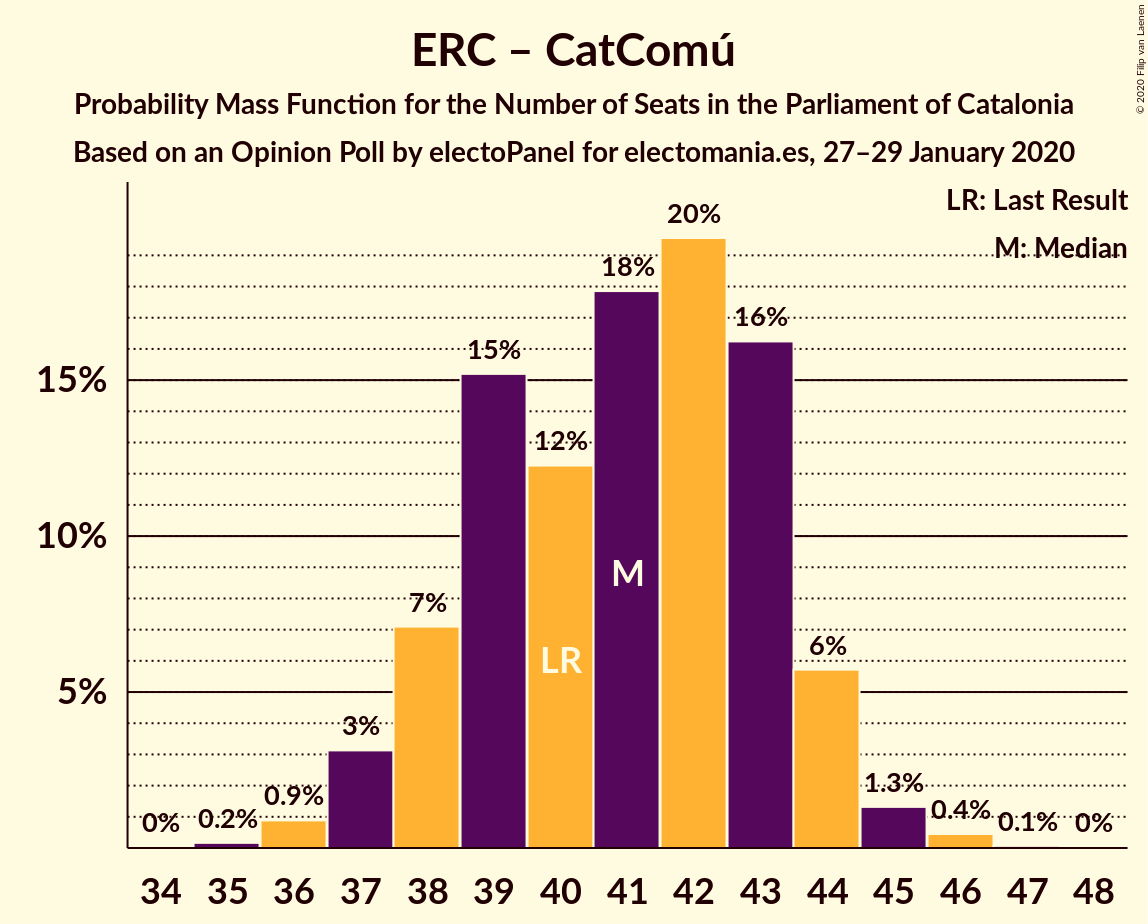 ERC – CatComú
Probability Mass Function for the Number of Seats in the Parliament of Catalonia
Based on an Opinion Poll by electoPanel for electomania.es, 27–29 January 2020
© 2020 Filip van Laenen
LR: Last Result
M: Median
20%
18%
16%
15%
12%
7%
6%
3%
1.3%
0.9%
0.4%
0.2%
0.1%
0%
0%
15%
10%
5%
M
LR
34 35 36 37 38 39 40 41 42 43 44 45 46 47 48